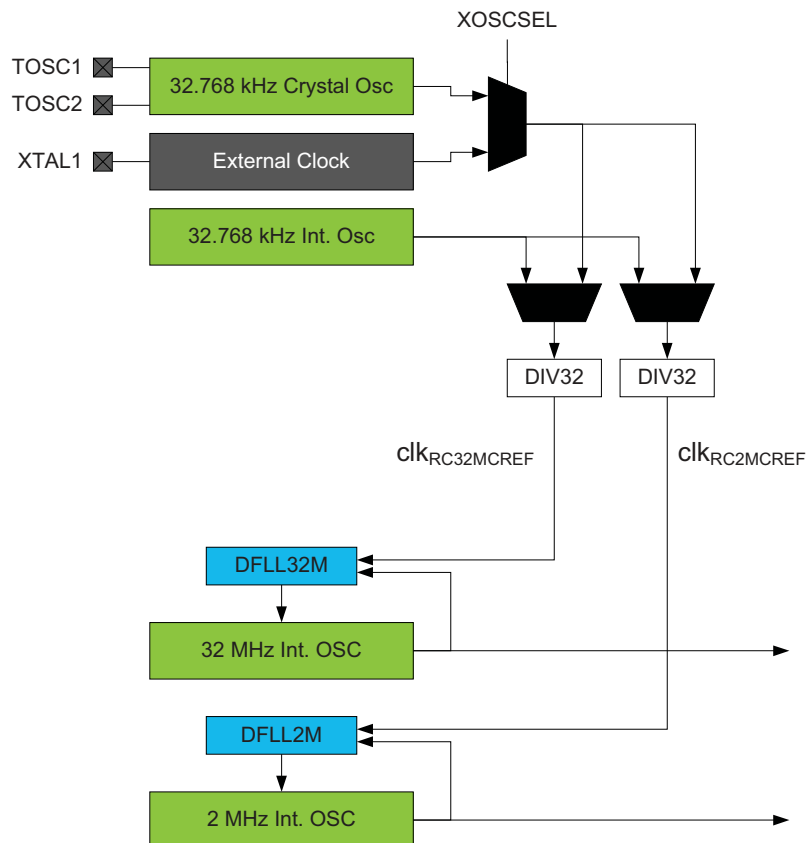 XOSCSEL
TOSC1
32.768 kHz Crystal Osc
TOSC2
XTAL1
External Clock
32.768 kHz Int. Osc
DIV32
DIV32
clkRC32MCREF
clkRC2MCREF
DFLL32M
32 MHz Int. OSC
DFLL2M
2 MHz Int. OSC